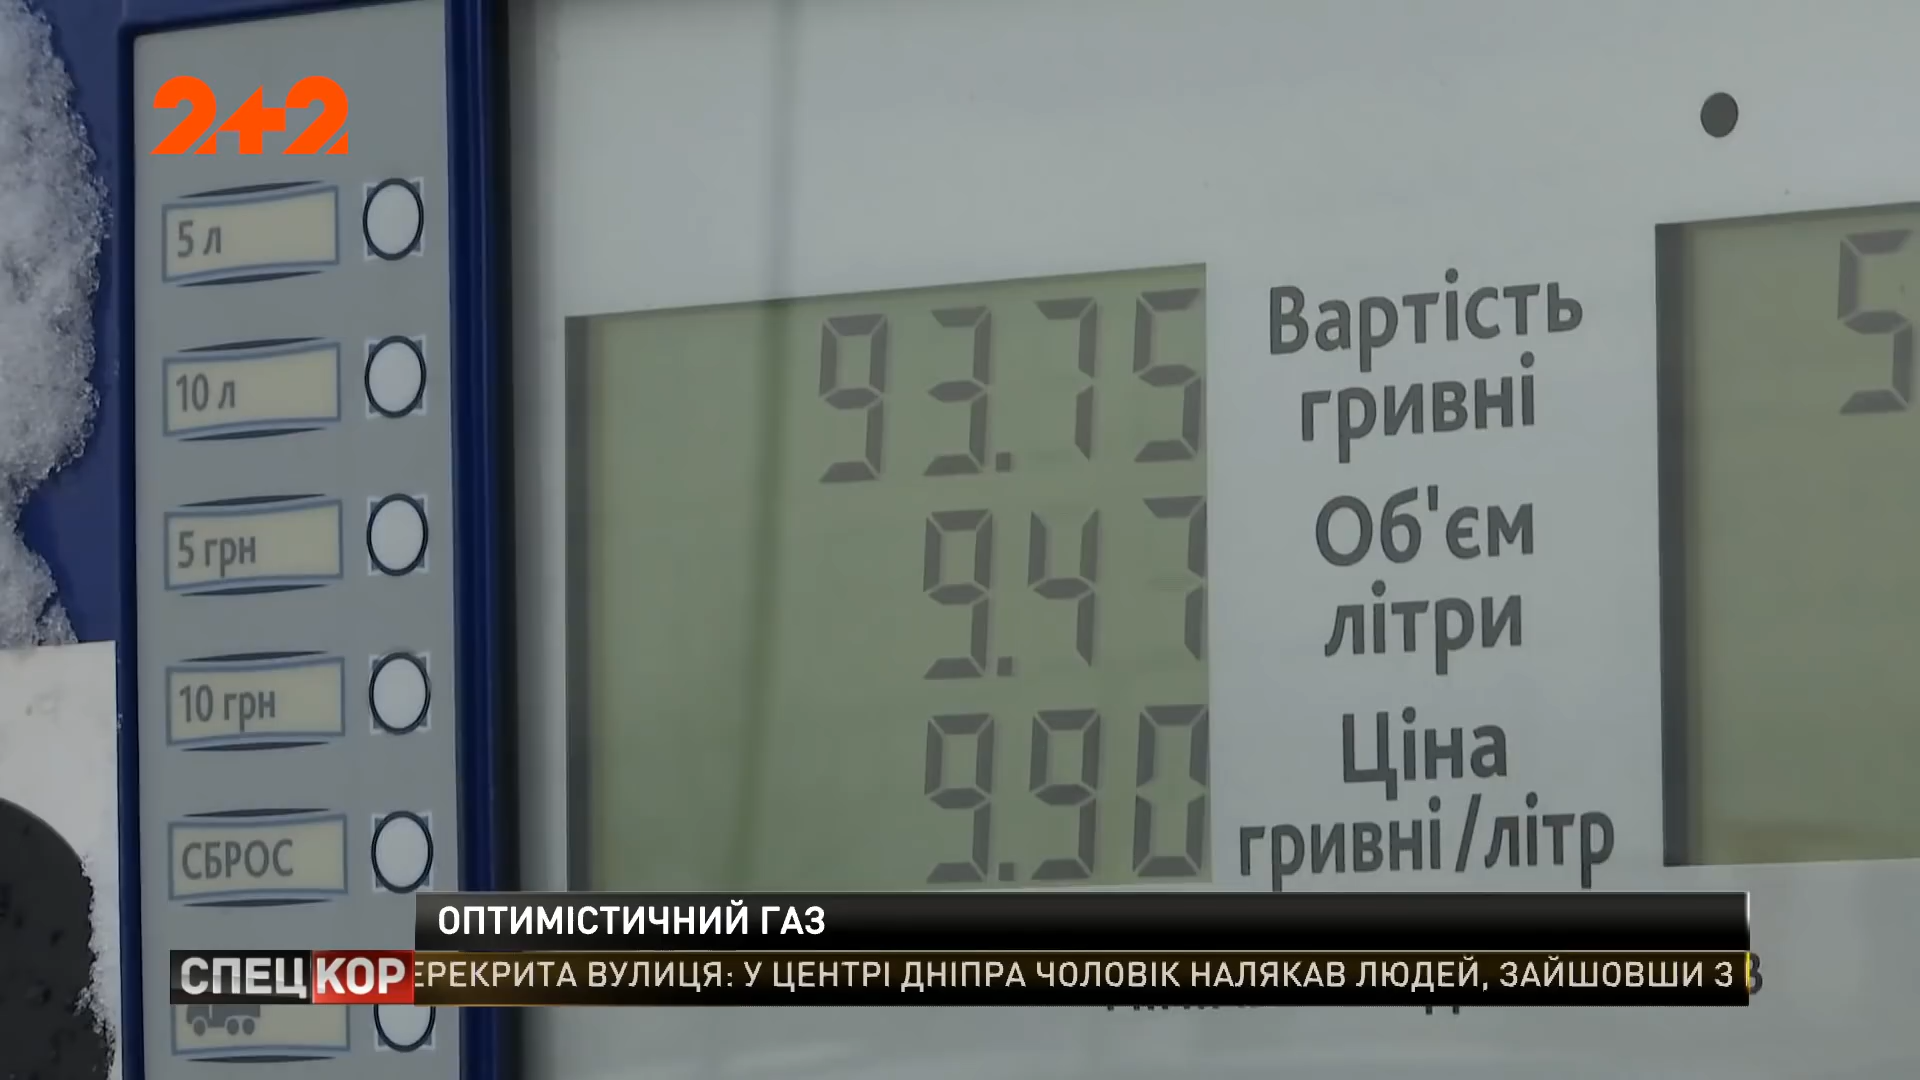 2+2
5 л
10 л
5 грн
10 грн
СБРОС
93.75
9.47
9.90
Вартість
гривні
Об'єм
літри
Ціна
гривні/літр
5
ОПТИМІСТИЧНИЙ ГАЗ
СПЕЦКОР
ЕРЕКРИТА ВУЛИЦЯ: У ЦЕНТРІ ДНІПРА ЧОЛОВІК НАЛЯКАВ ЛЮДЕЙ, ЗАЙШОВШИ З